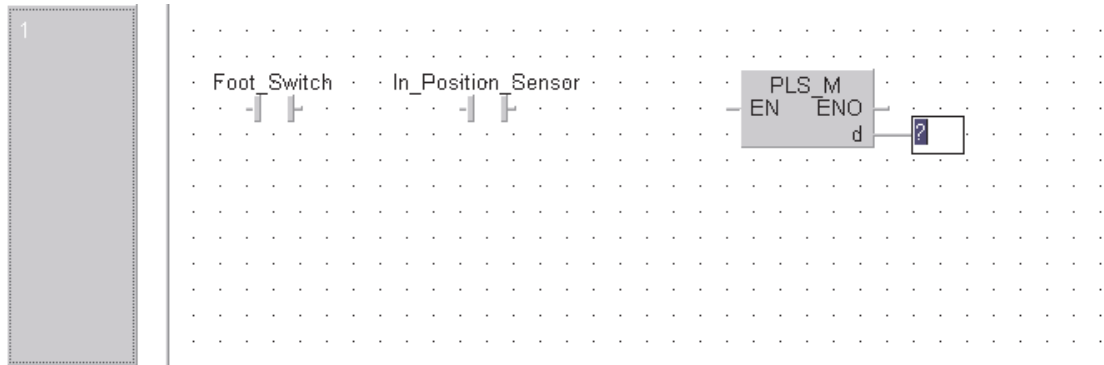 1
Foot_Switch In_Position_Sensor PLS_M
EN ENO
d ?